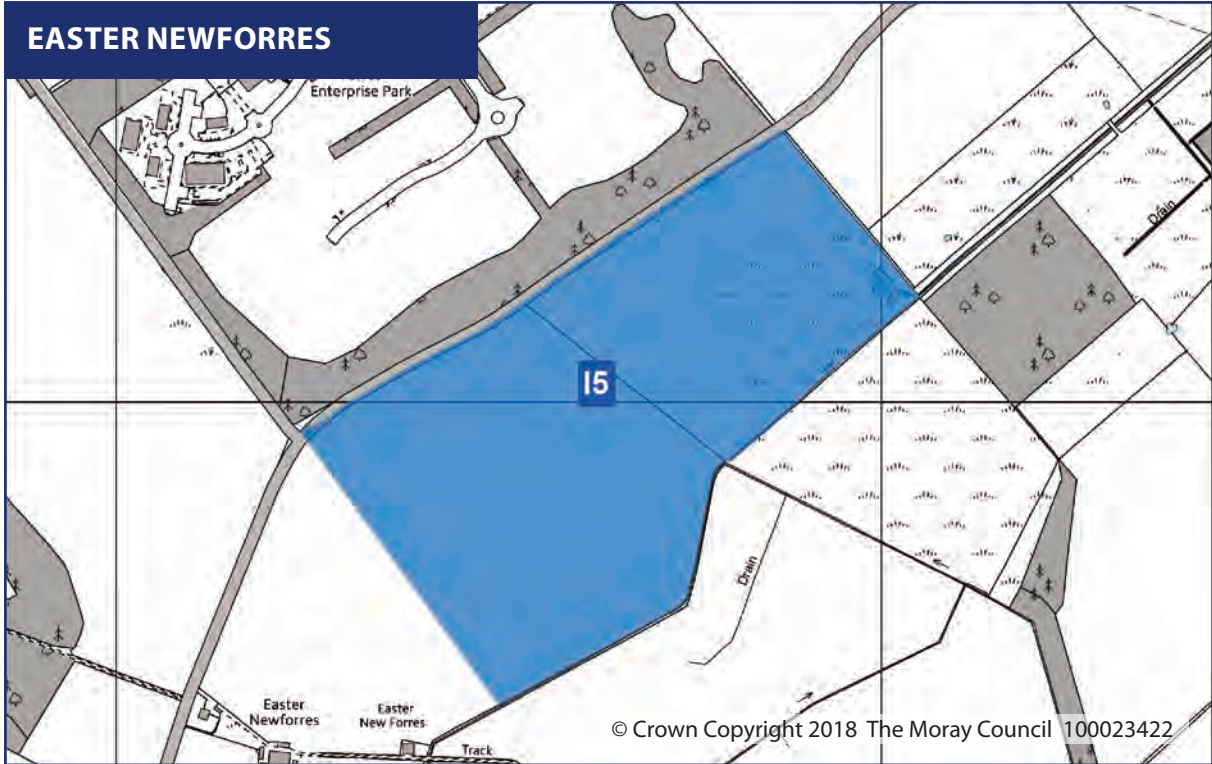 EASTER NEWFORRES
Enterprise Park
Drain
I5
Drain
Easter
Newforres
Easter
New Forres
Track
© Crown Copyright 2018 The Moray Council 100023422